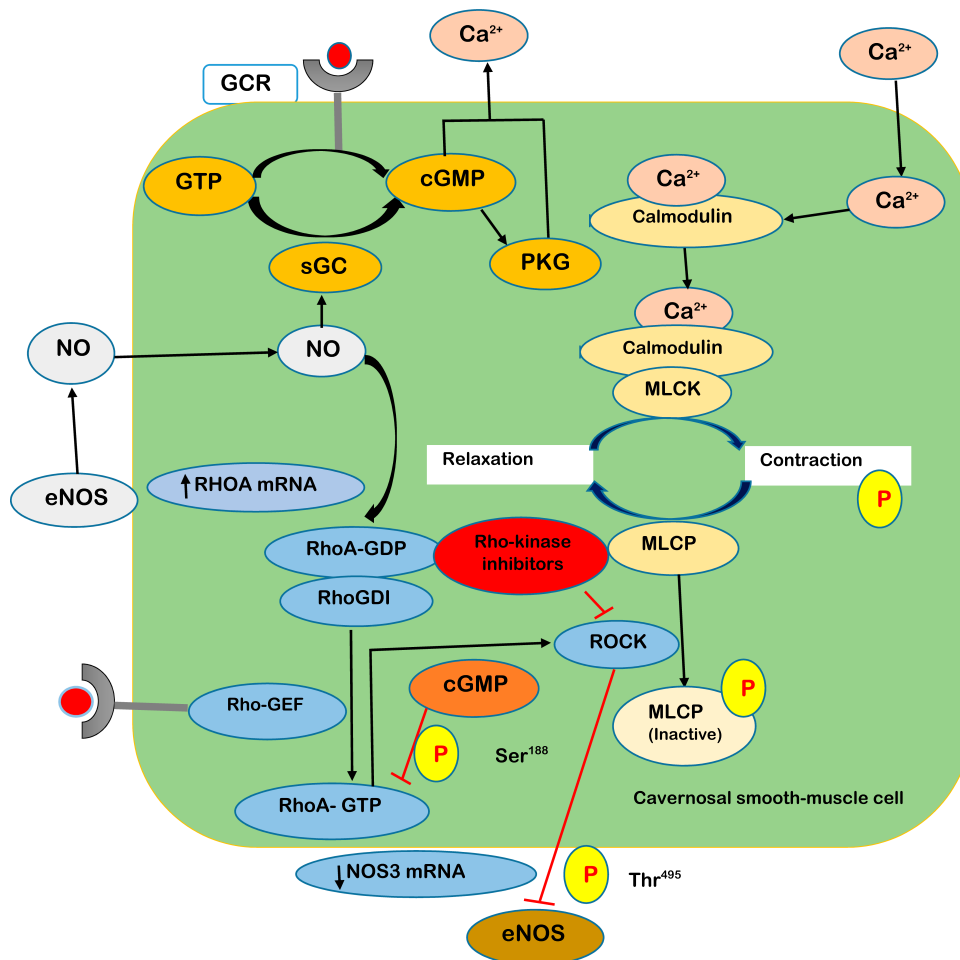 Ca²⁺
Ca²⁺
GCR
GTP
cGMP
Ca²⁺
Ca²⁺
Calmodulin
sGC
PKG
Ca²⁺
NO
NO
Calmodulin
MLCK
Relaxation
Contraction
↑RHOA mRNA
eNOS
P
RhoA-GDP
Rho-kinase
inhibitors
MLCP
RhoGDI
ROCK
cGMP
P
Rho-GEF
MLCP
(Inactive)
P
Ser¹⁸⁸
RhoA- GTP
Cavernosal smooth-muscle cell
↓NOS3 mRNA
P
Thr⁴⁹⁵
eNOS